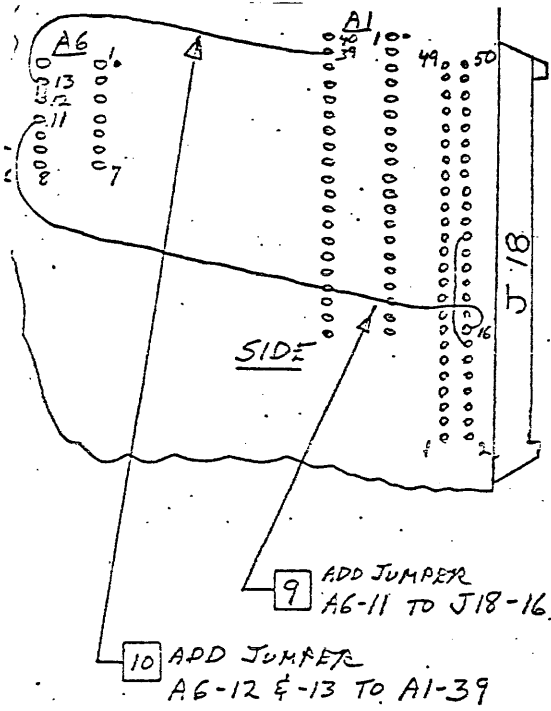 A1
A6
40 1
39
49 50
1
13
12
11
8 7
J18
16
SIDE
1 2
9 ADD JUMPER
A6-11 TO J18-16.
10 ADD JUMPER
A6-12 & -13 TO A1-39